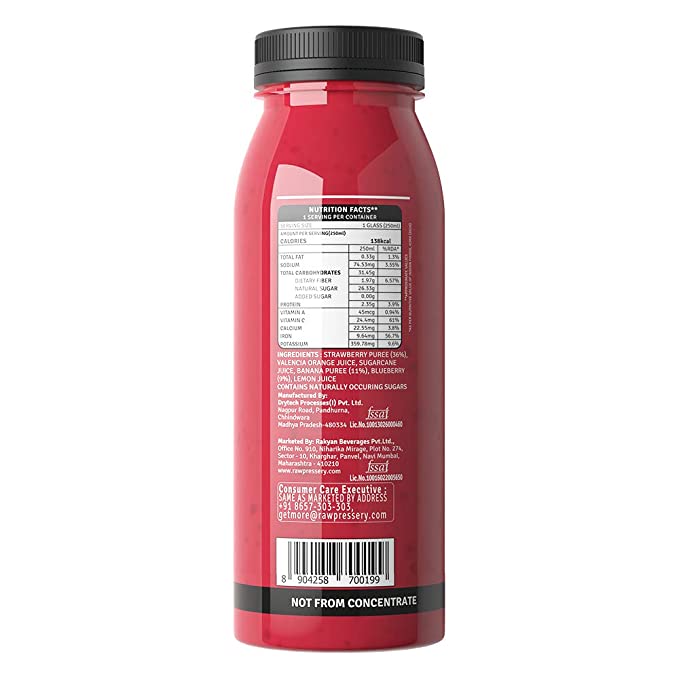 NUTRITION FACTS**
1 SERVING PER CONTAINER
SERVING SIZE 1 GLASS (250ml)
AMOUNT PER SERVING(250ml)
CALORIES 138kcal
250ml %RDA*
TOTAL FAT 0.33g 1.3%
SODIUM 74.53mg 3.55%
TOTAL CARBOHYDRATES 31.45g
DIETARY FIBER 1.97g 6.57%
NATURAL SUGAR 26.33g
ADDED SUGAR 0.00g
PROTEIN 2.35g 3.9%
VITAMIN A 45mcg 0.94%
VITAMIN C 24.4mg 61%
CALCIUM 22.55mg 3.8%
IRON 9.64mg 56.7%
POTASSIUM 359.78mg 9.6%
INGREDIENTS : STRAWBERRY PUREE (36%),
VALENCIA ORANGE JUICE, SUGARCANE
JUICE, BANANA PUREE (11%), BLUEBERRY
(9%), LEMON JUICE
CONTAINS NATURALLY OCCURING SUGARS
Manufactured By:
Drytech Processes(I) Pvt. Ltd.
Nagpur Road, Pandhurna,
Chhindwara
Madhya Pradesh-480334
fssai
Lic.No.10013026000460
Marketed By: Rakyan Beverages Pvt.Ltd.,
Office No. 910, Niharika Mirage, Plot No. 274,
Sector - 10, Kharghar, Panvel, Navi Mumbai,
Maharashtra - 410210
www.rawpressery.com
fssai
Lic.No.10016022005650
Consumer Care Executive :
SAME AS MARKETED BY ADDRESS
+91 8657-303-303,
getmore@rawpressery.com
8 904258 700199
NOT FROM CONCENTRATE